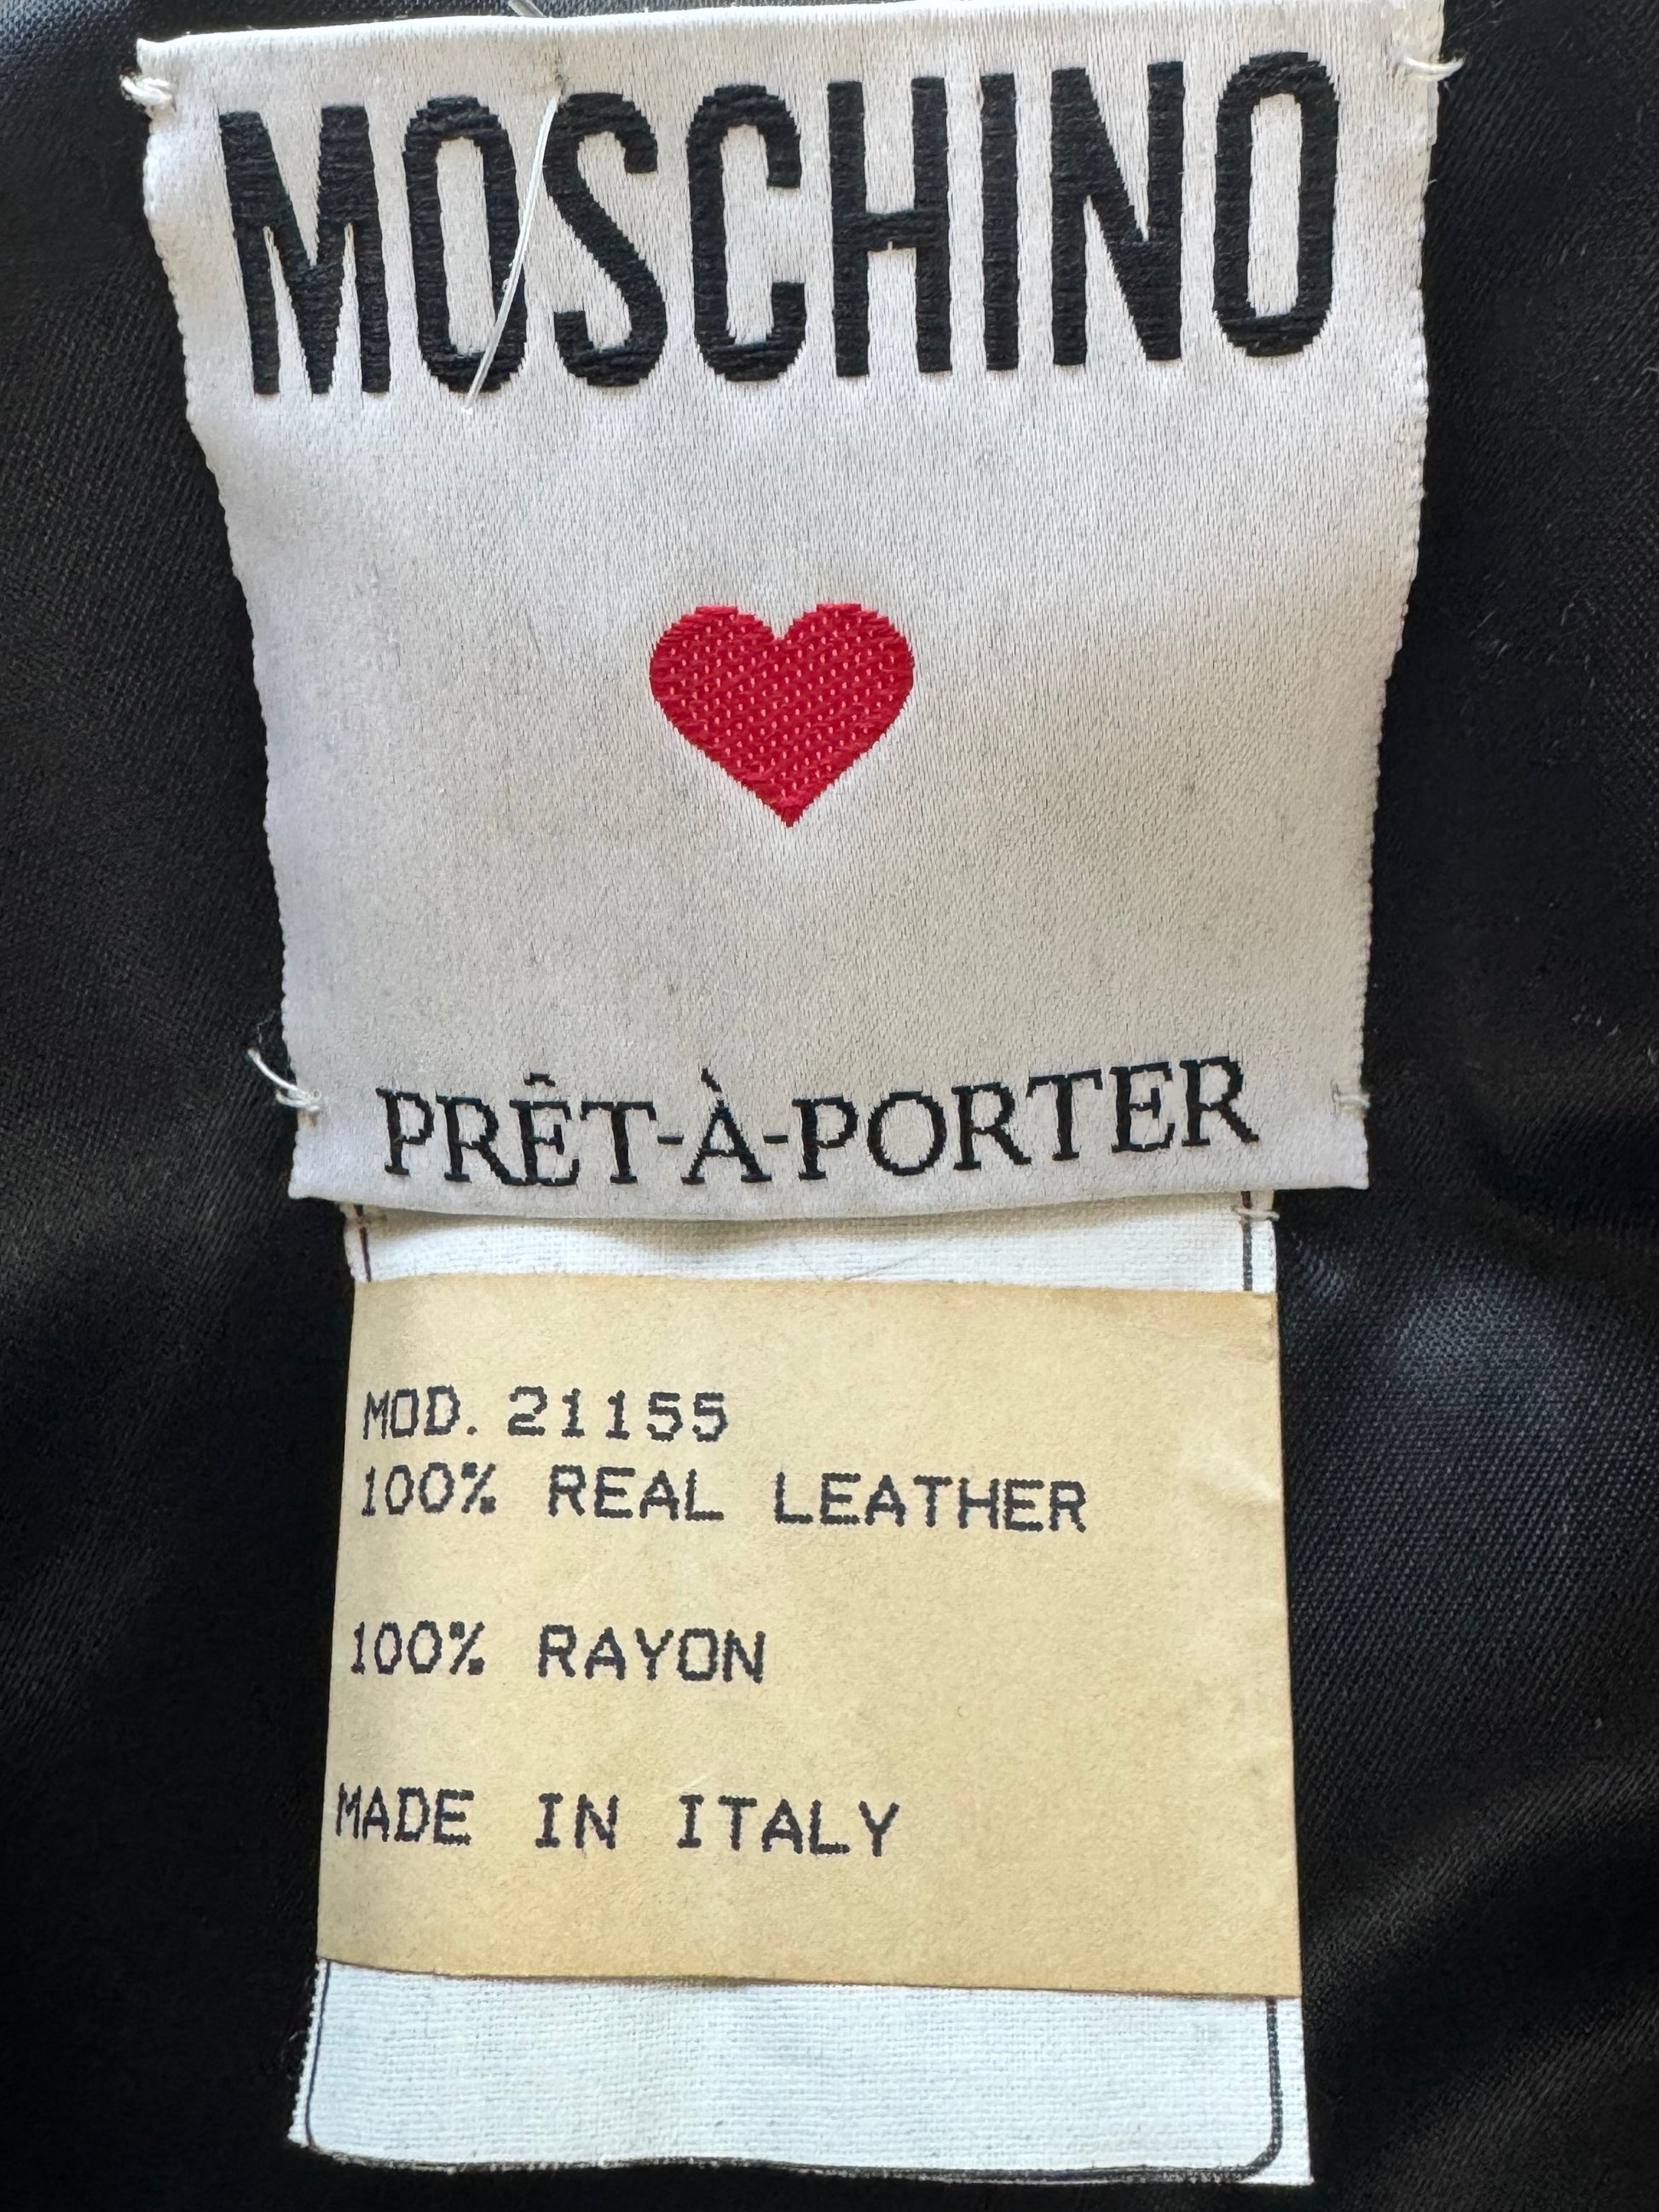 MOSCHINO
PRÊT-À-PORTER
MOD. 21155
100% REAL LEATHER
100% RAYON
MADE IN ITALY